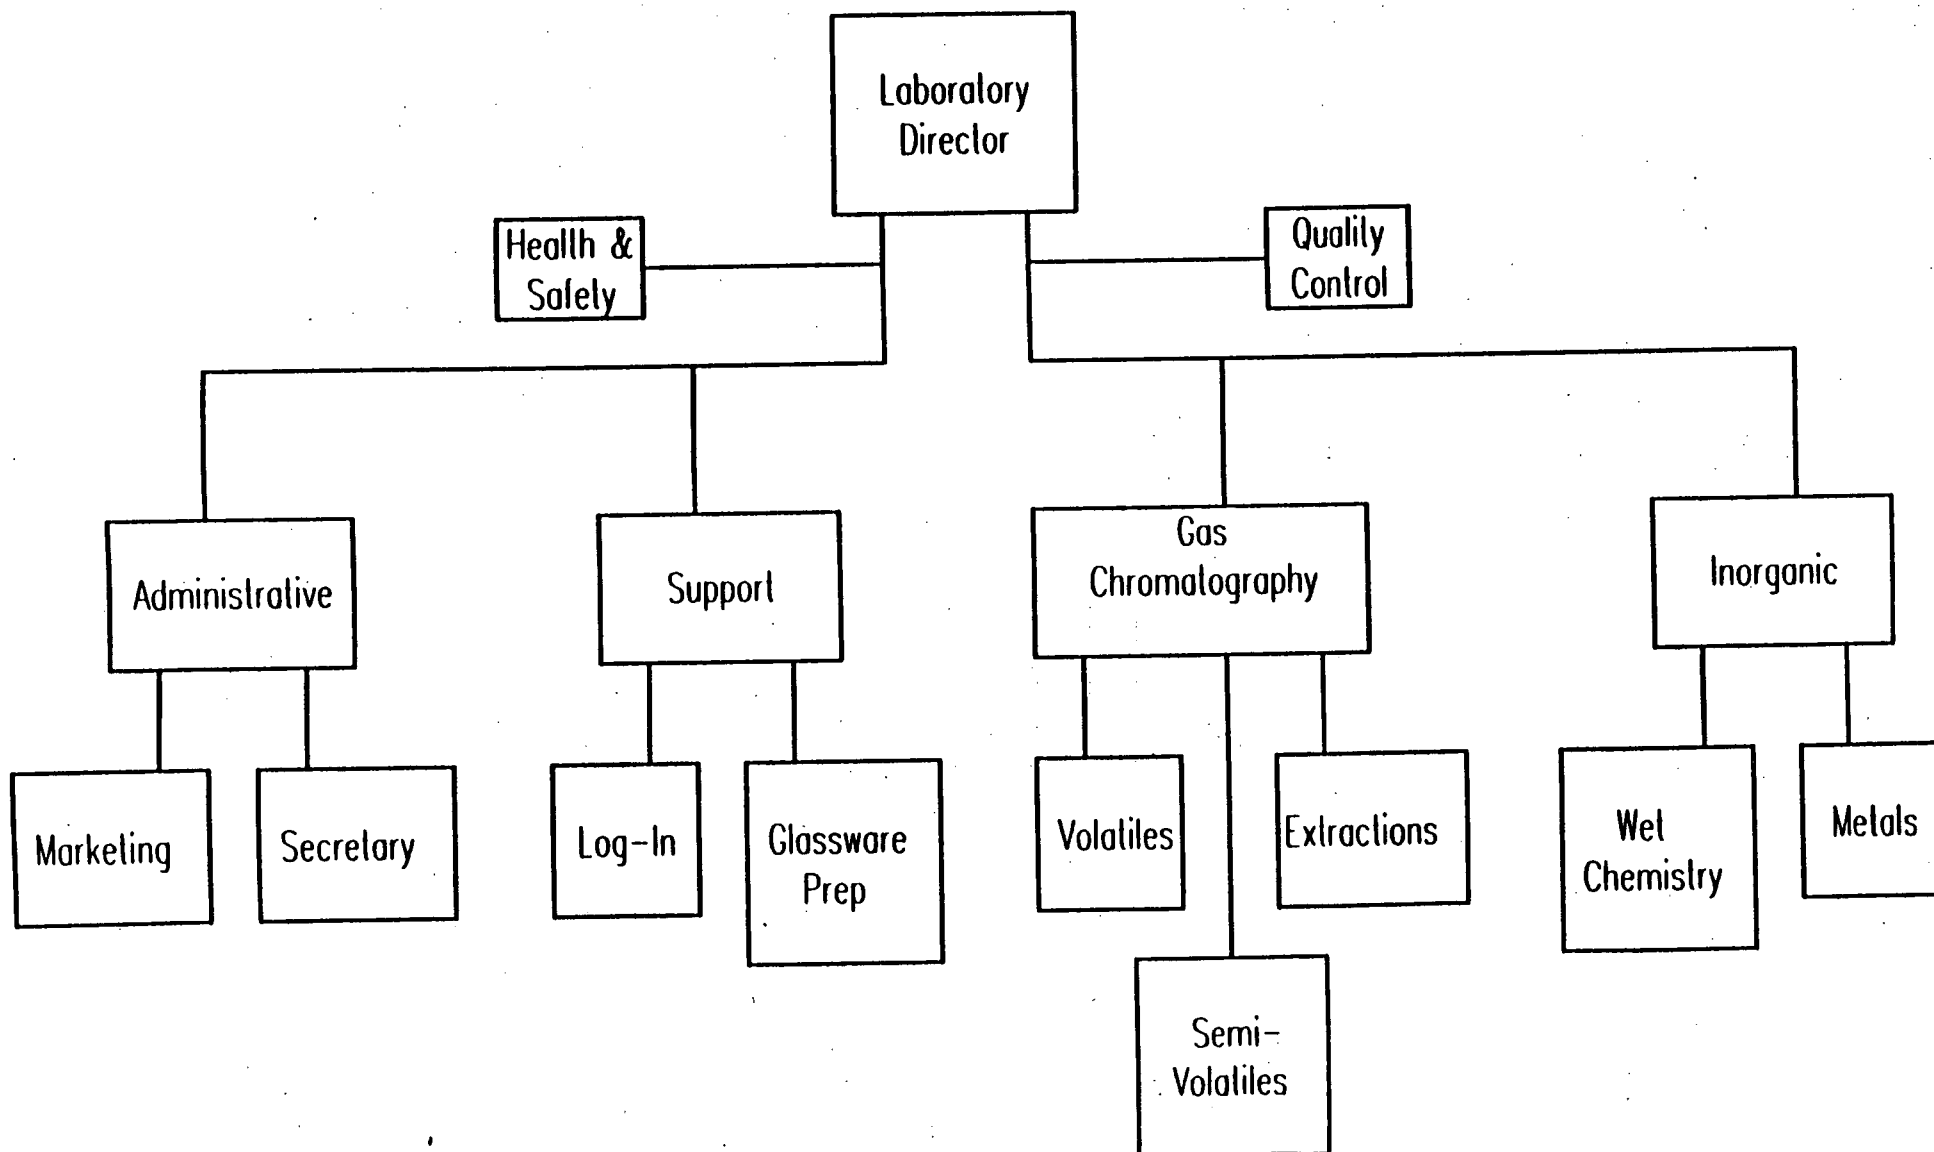 Laboratory
Director
Health &
Safety
Quality
Control
Administrative
Support
Gas
Chromatography
Inorganic
Marketing
Secretary
Log-In
Glassware
Prep
Volatiles
Extractions
Wet
Chemistry
Metals
Semi-
Volatiles